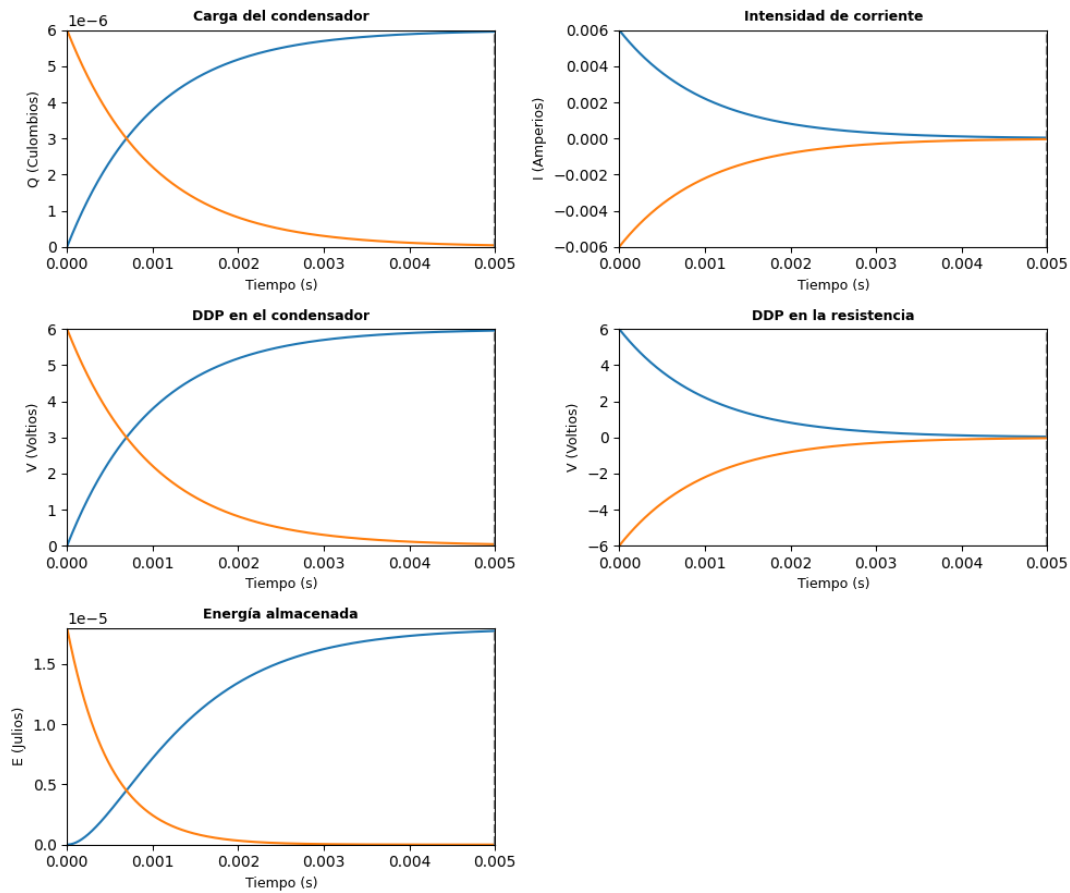 Carga del condensador
1e−6
6
5
4
3
2
1
0
Q (Culombios)
0.000 0.001 0.002 0.003 0.004 0.005
Tiempo (s)
Intensidad de corriente
0.006
0.004
0.002
0.000
−0.002
−0.004
−0.006
I (Amperios)
0.000 0.001 0.002 0.003 0.004 0.005
Tiempo (s)
DDP en el condensador
6
5
4
3
2
1
0
V (Voltios)
0.000 0.001 0.002 0.003 0.004 0.005
Tiempo (s)
DDP en la resistencia
6
4
2
0
−2
−4
−6
V (Voltios)
0.000 0.001 0.002 0.003 0.004 0.005
Tiempo (s)
Energía almacenada
1e−5
1.5
1.0
0.5
0.0
E (Julios)
0.000 0.001 0.002 0.003 0.004 0.005
Tiempo (s)